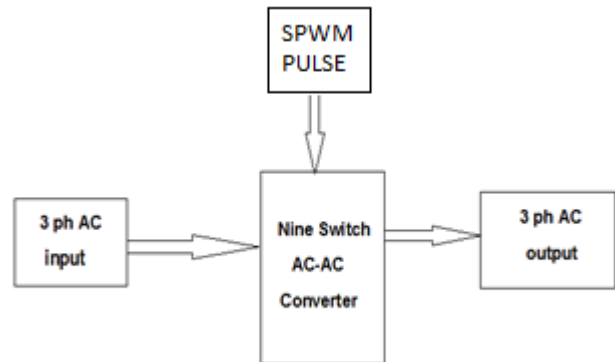 SPWM
PULSE
3 ph AC
input
Nine Switch
AC-AC
Converter
3 ph AC
output